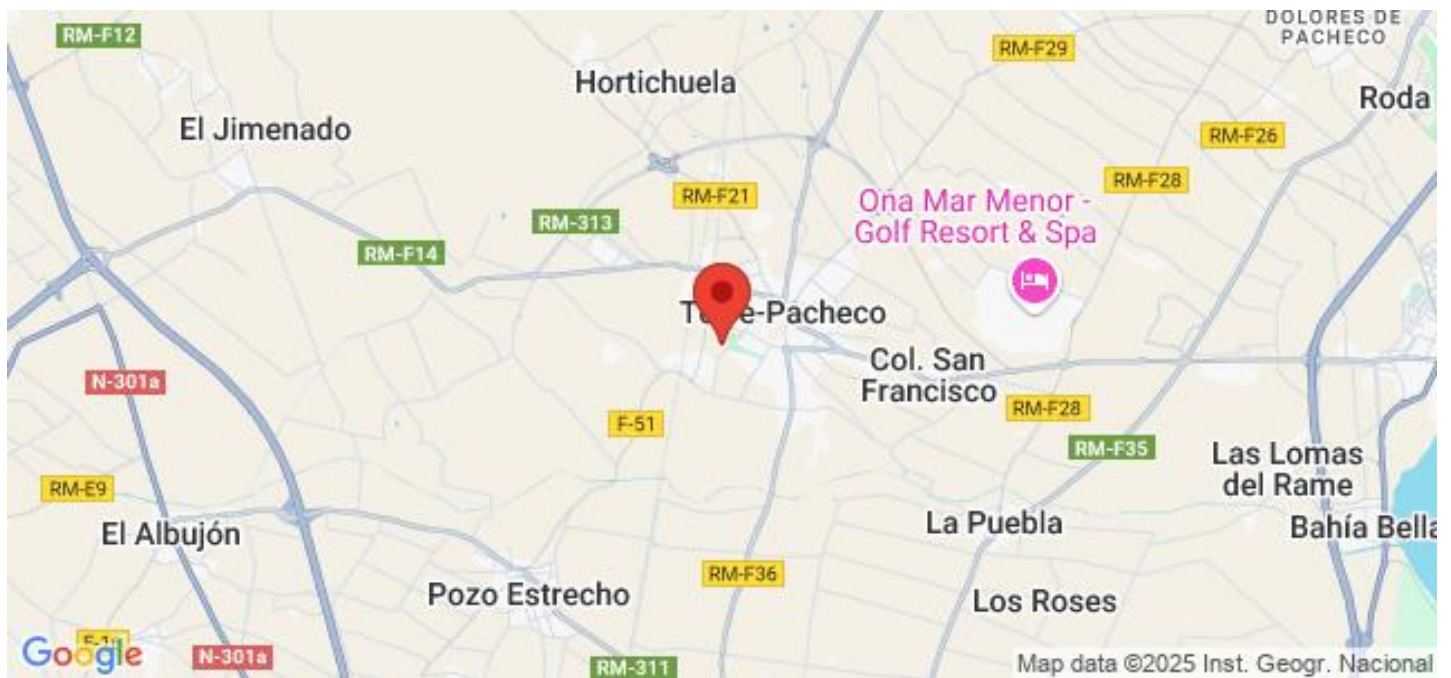 DOLORES DE
PACHECO
RM-F12
RM-F29
Hortichuela
Roda
El Jimenado
RM-F26
RM-F28
RM-F21
Oña Mar Menor -
Golf Resort & Spa
RM-313
RM-F14
-Pacheco
Col. San
Francisco
N-301a
RM-F28
F-51
RM-F35
Las Lomas
del Rame
RM-E9
El Albujón
La Puebla
Bahía Bella
RM-F36
Pozo Estrecho
Los Roses
Google
N-301a
RM-311
Map data ©2025 Inst. Geogr. Nacional